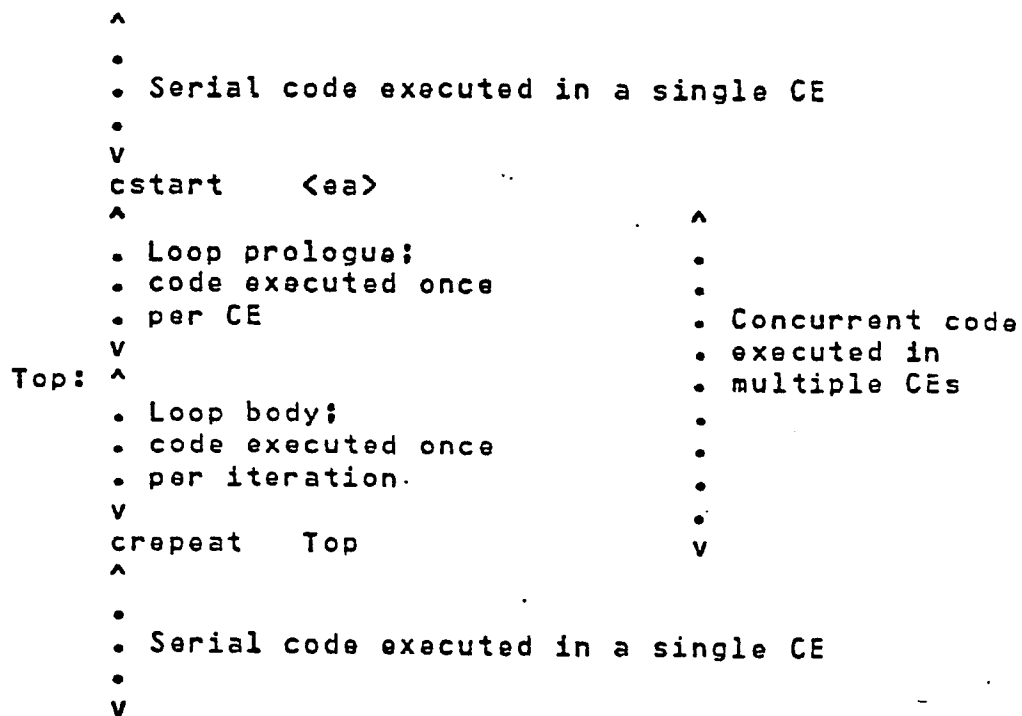 ^
.
. Serial code executed in a single CE
.
v
cstart <ea>
^ ^
. Loop prologue; .
. code executed once .
. per CE . Concurrent code
v . executed in
Top: ^ . multiple CEs
. Loop body; .
. code executed once .
. per iteration .
v .
crepeat Top v
^
.
. Serial code executed in a single CE
.
v